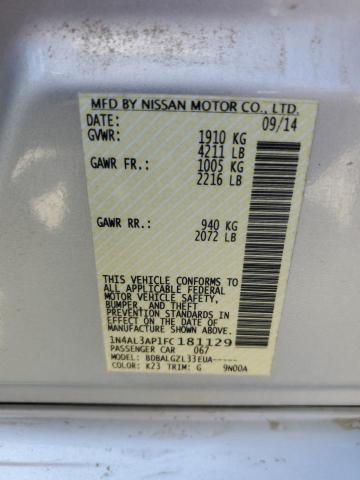 MFD BY NISSAN MOTOR CO., LTD.
DATE: 09/14
GVWR: 1910 KG
4211 LB
GAWR FR.: 1005 KG
2216 LB
GAWR RR.: 940 KG
2072 LB
THIS VEHICLE CONFORMS TO
ALL APPLICABLE FEDERAL
MOTOR VEHICLE SAFETY,
BUMPER, AND THEFT
PREVENTION STANDARDS
IN EFFECT ON THE DATE OF
MANUFACTURE SHOWN ABOVE.
1N4AL3AP1FC181129
PASSENGER CAR 067
MODEL: BDBALGZL33EUA-----
COLOR: K23 TRIM: G 9N00A